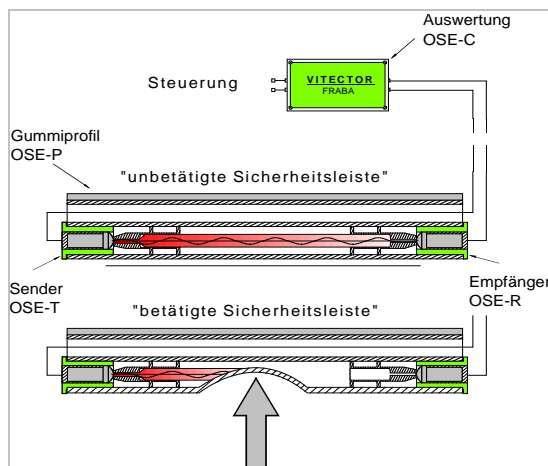 Auswertung
OSE-C
Steuerung
VITECTOR
FRABA
Gummiprofil
OSE-P
"unbetätigte Sicherheitsleiste"
Sender
OSE-T
Empfänger
OSE-R
"betätigte Sicherheitsleiste"